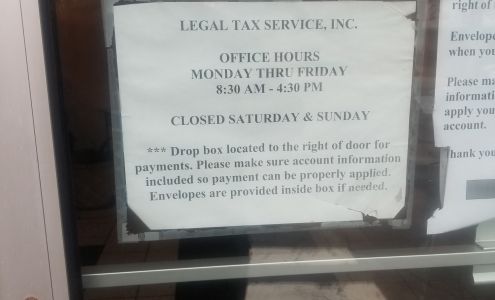 LEGAL TAX SERVICE, INC.
OFFICE HOURS
MONDAY THRU FRIDAY
8:30 AM - 4:30 PM
CLOSED SATURDAY & SUNDAY
*** Drop box located to the right of door for
payments. Please make sure account information
included so payment can be properly applied.
Envelopes are provided inside box if needed.
right of
Envelope
when you
Please ma
informati
apply you
account.
hank you